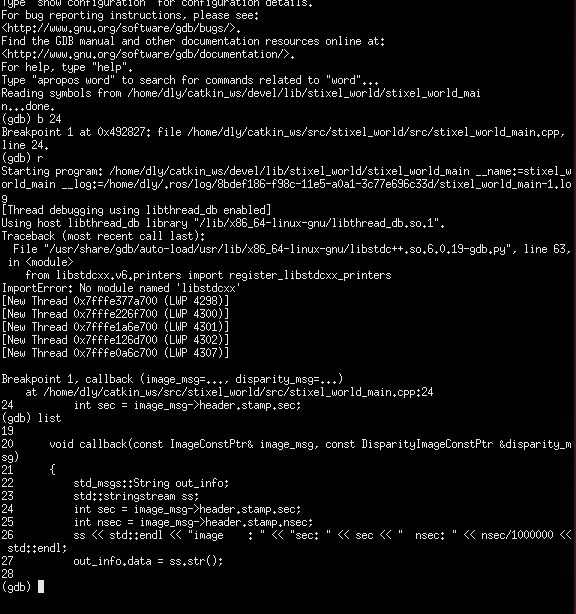 Type "show configuration" for configuration details.
For bug reporting instructions, please see:
<http://www.gnu.org/software/gdb/bugs/>.
Find the GDB manual and other documentation resources online at:
<http://www.gnu.org/software/gdb/documentation/>.
For help, type "help".
Type "apropos word" to search for commands related to "word"...
Reading symbols from /home/dly/catkin_ws/devel/lib/stixel_world/stixel_world_mai
n...done.
(gdb) b 24
Breakpoint 1 at 0x492827: file /home/dly/catkin_ws/src/stixel_world/src/stixel_world_main.cpp,
line 24.
(gdb) r
Starting program: /home/dly/catkin_ws/devel/lib/stixel_world/stixel_world_main __name:=stixel_w
orld_main __log:=/home/dly/.ros/log/8bdef186-f98c-11e5-a0a1-3c77e696c33d/stixel_world_main-1.lo
g
[Thread debugging using libthread_db enabled]
Using host libthread_db library "/lib/x86_64-linux-gnu/libthread_db.so.1".
Traceback (most recent call last):
  File "/usr/share/gdb/auto-load/usr/lib/x86_64-linux-gnu/libstdc++.so.6.0.19-gdb.py", line 63,
 in <module>
    from libstdcxx.v6.printers import register_libstdcxx_printers
ImportError: No module named 'libstdcxx'
[New Thread 0x7fffe377a700 (LWP 4298)]
[New Thread 0x7fffe226f700 (LWP 4300)]
[New Thread 0x7fffe1a6e700 (LWP 4301)]
[New Thread 0x7fffe126d700 (LWP 4302)]
[New Thread 0x7fffe0a6c700 (LWP 4307)]
Breakpoint 1, callback (image_msg=..., disparity_msg=...)
    at /home/dly/catkin_ws/src/stixel_world/src/stixel_world_main.cpp:24
24          int sec = image_msg->header.stamp.sec;
(gdb) list
19
20      void callback(const ImageConstPtr& image_msg, const DisparityImageConstPtr &disparity_m
sg)
21      {
22          std_msgs::String out_info;
23          std::stringstream ss;
24          int sec = image_msg->header.stamp.sec;
25          int nsec = image_msg->header.stamp.nsec;
26          ss << std::endl << "image    : " << "sec: " << sec << "  nsec: " << nsec/1000000 <<
 std::endl;
27          out_info.data = ss.str();
28
(gdb)